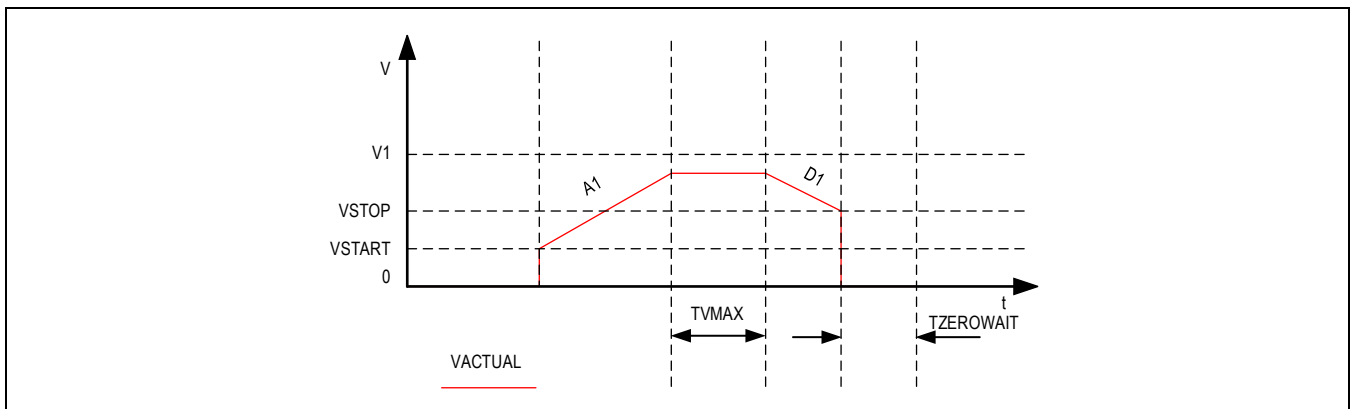 V
V1
A1
D1
VSTOP
VSTART
0
t
TVMAX
TZEROWAIT
VACTUAL